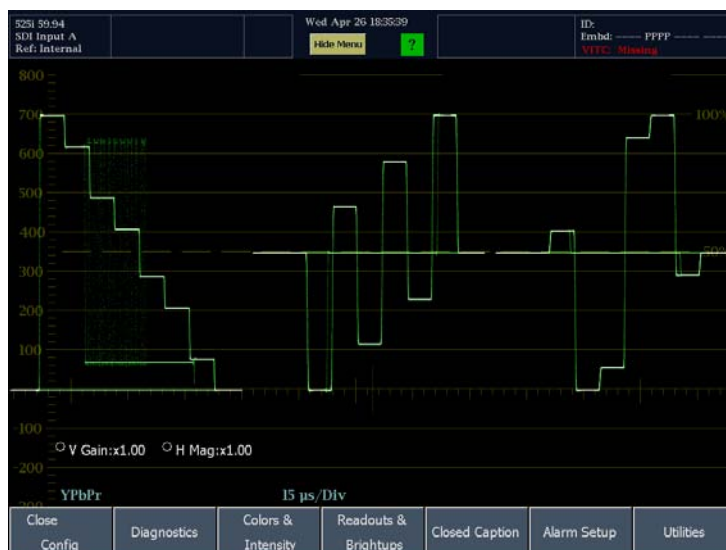 525i 59.94
SDI Input A
Ref: Internal
Wed Apr 26 18:35:39
Hide Menu
?
ID:
Embd: ---- PPPP ---- ----
VITC: Missing
800
700
100%
600
500
400
50%
300
200
100
-100
V Gain:x1.00
H Mag:x1.00
-200
YPbPr
15 µs/Div
-300
Close Config
Diagnostics
Colors & Intensity
Readouts & Brightups
Closed Caption
Alarm Setup
Utilities